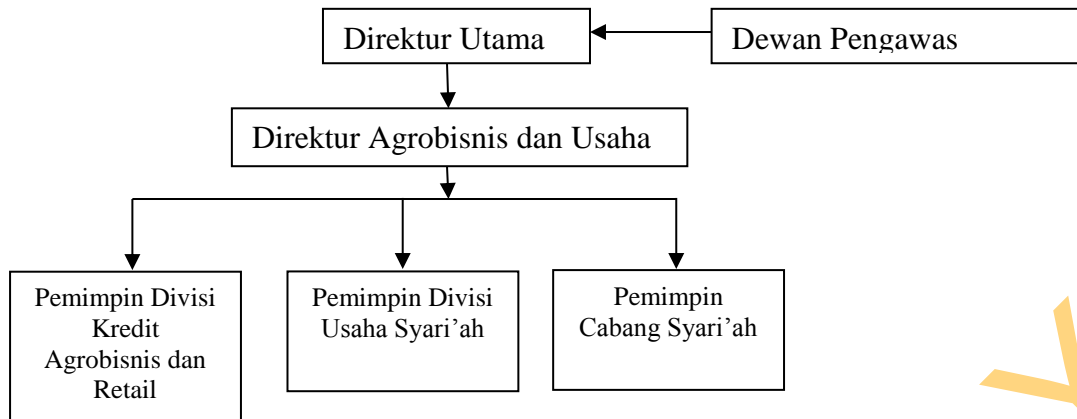 Direktur Utama
Dewan Pengawas
Direktur Agrobisnis dan Usaha
Pemimpin Divisi
Kredit
Agrobisnis dan
Retail
Pemimpin Divisi
Usaha Syari’ah
Pemimpin
Cabang Syari’ah